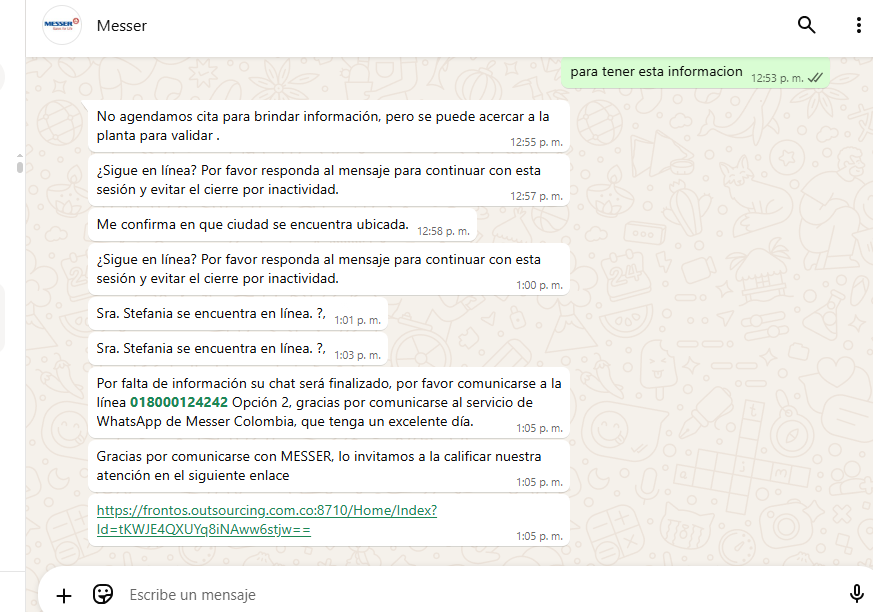 MESSER
Messer
para tener esta informacion 12:53 p. m.
No agendamos cita para brindar información, pero se puede acercar a la
planta para validar .
12:55 p. m.
¿Sigue en línea? Por favor responda al mensaje para continuar con esta
sesión y evitar el cierre por inactividad.
12:57 p. m.
Me confirma en que ciudad se encuentra ubicada. 12:58 p. m.
¿Sigue en línea? Por favor responda al mensaje para continuar con esta
sesión y evitar el cierre por inactividad.
1:00 p. m.
Sra. Stefania se encuentra en línea. ?, 1:01 p. m.
Sra. Stefania se encuentra en línea. ?, 1:03 p. m.
Por falta de información su chat será finalizado, por favor comunicarse a la
línea 018000124242 Opción 2, gracias por comunicarse al servicio de
WhatsApp de Messer Colombia, que tenga un excelente día.
1:05 p. m.
Gracias por comunicarse con MESSER, lo invitamos a la calificar nuestra
atención en el siguiente enlace
1:05 p. m.
https://frontos.outsourcing.com.co:8710/Home/Index?
Id=tKWJE4QXUYq8iNAww6stjw==
1:05 p. m.
Escribe un mensaje